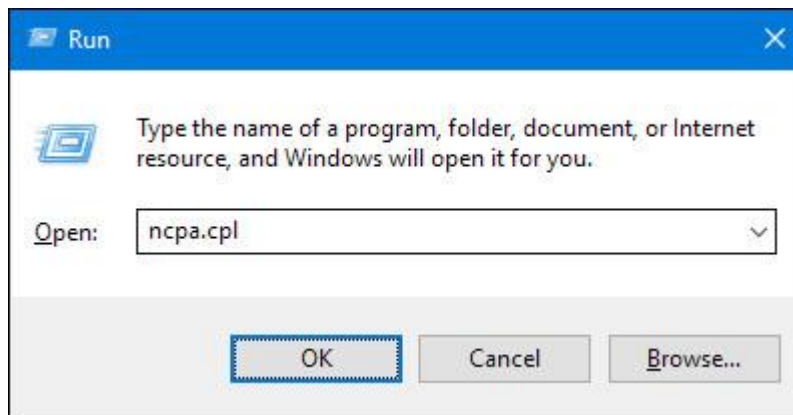 Run
Type the name of a program, folder, document, or Internet
resource, and Windows will open it for you.
Open: ncpa.cpl
OK Cancel Browse...